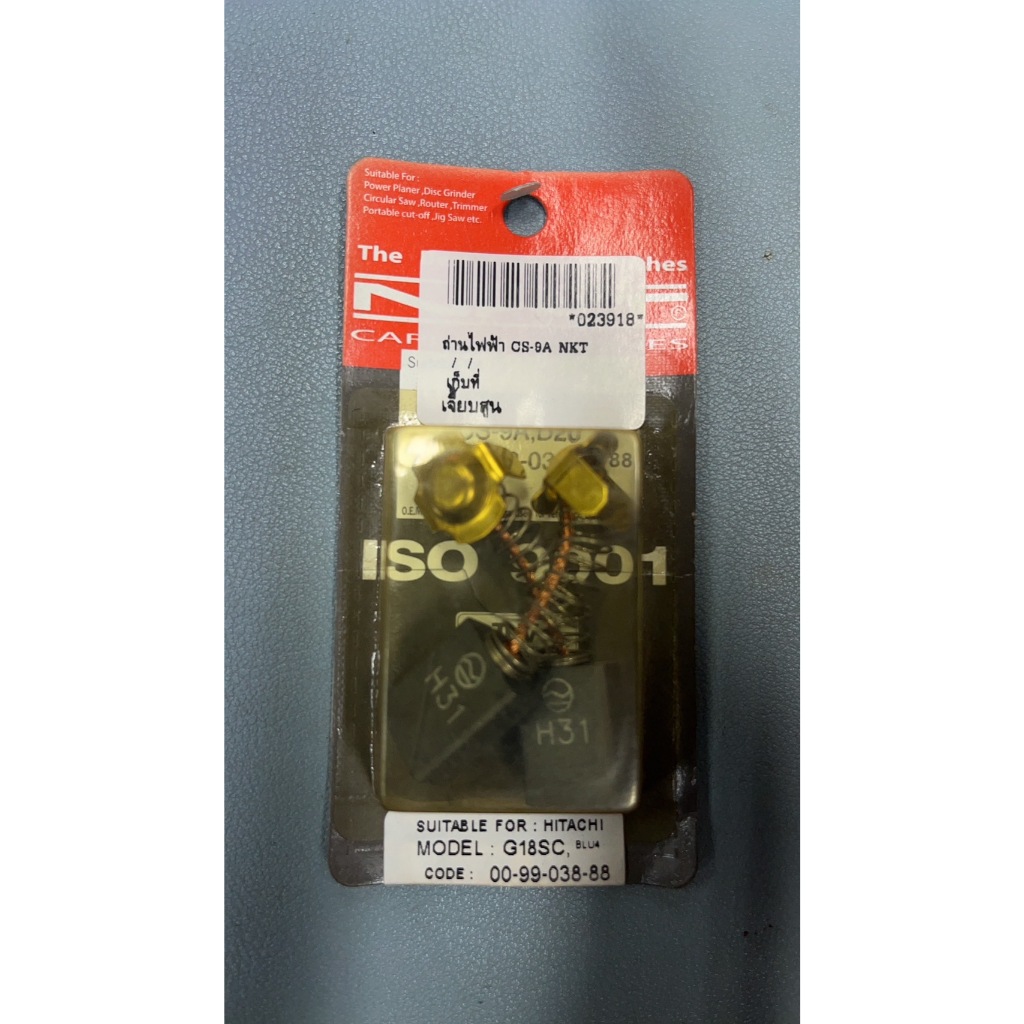 Suitable For :
Power Planer ,Disc Grinder
Circular Saw ,Router ,Trimmer
Portable cut-off ,Jig Saw etc.
The
*023918*
ถ่านไฟฟ้า CS-9A NKT
/ /
เก็บที่
เจี๊ยบสูน
88
ISO 9001
H31
H31
SUITABLE FOR : HITACHI
MODEL : G18SC, BLU4
CODE : 00-99-038-88